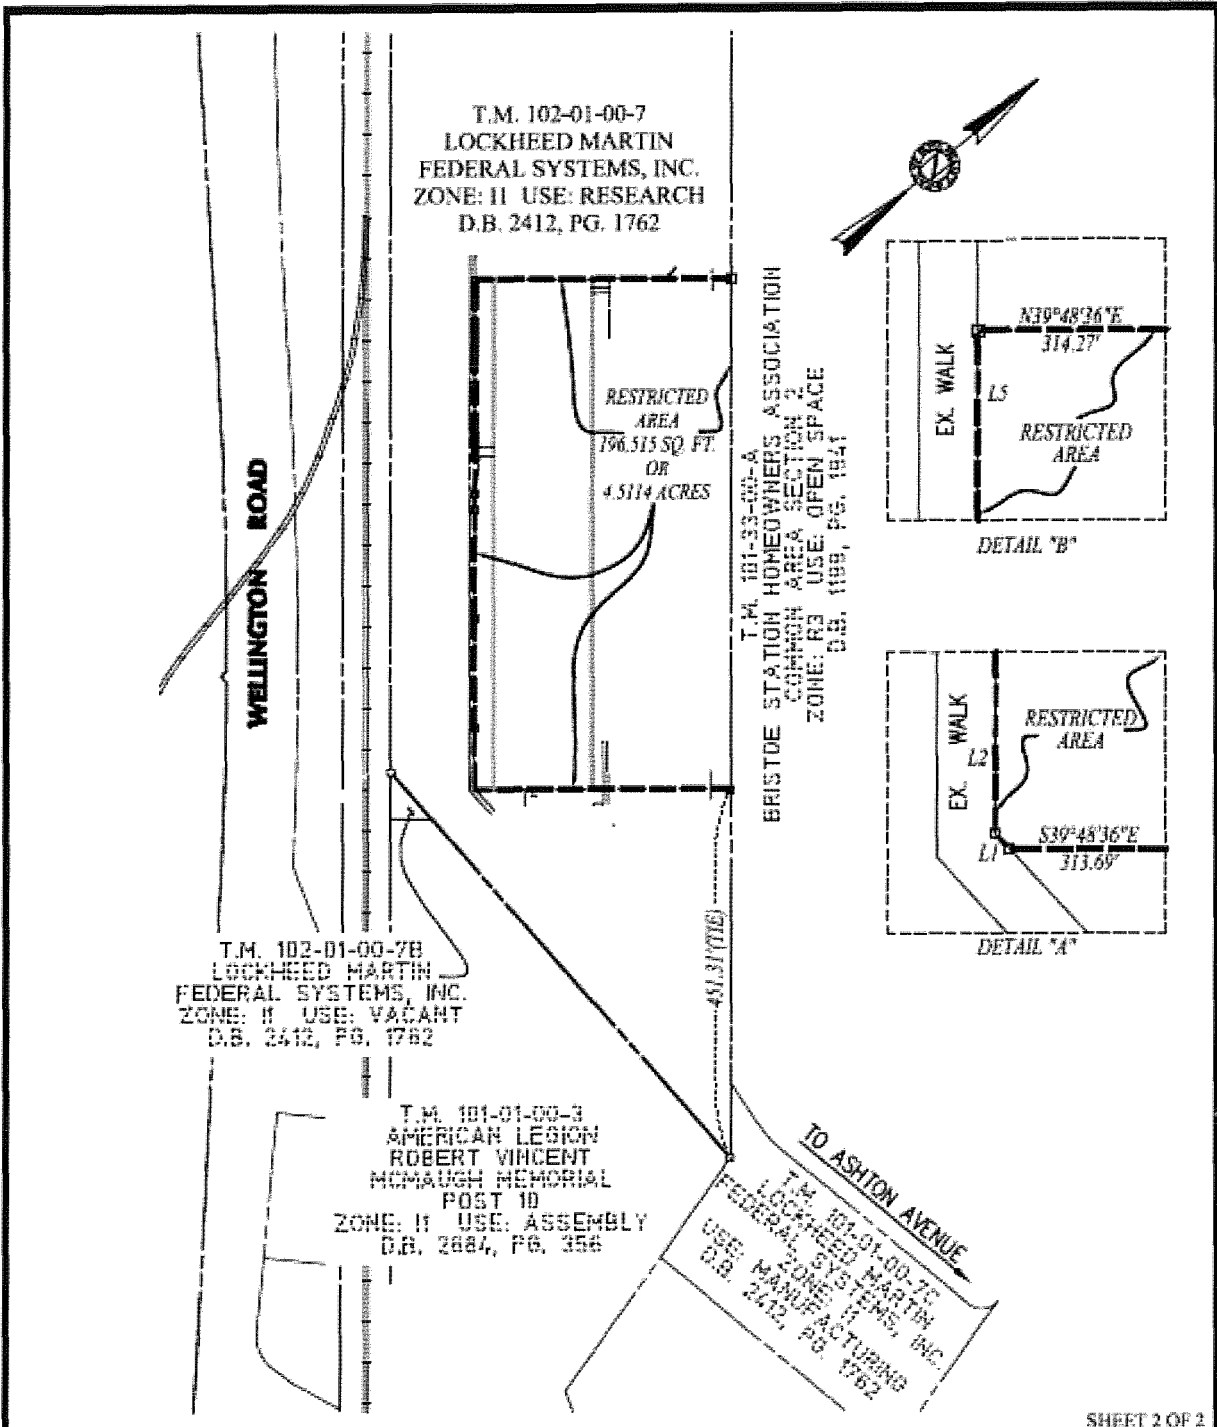 T.M. 102-01-00-7
LOCKHEED MARTIN
FEDERAL SYSTEMS, INC.
ZONE: I1 USE: RESEARCH
D.B. 2412, PG. 1762
RESTRICTED
AREA
196,515 SQ. FT.
OR
4.5114 ACRES
WELLINGTON ROAD
T.M. 101-33-00-A
BRISTOE STATION HOMEOWNERS ASSOCIATION
COMMON AREA SECTION 2
ZONE: R3 USE: OPEN SPACE
D.B. 1199, PG. 1941
EX. WALK
N39°48'36"E
314.27'
L5
RESTRICTED
AREA
DETAIL "B"
EX. WALK
L2
RESTRICTED
AREA
L1
S39°48'36"E
313.69'
DETAIL "A"
451.31'(TIE)
T.M. 102-01-00-7B
LOCKHEED MARTIN
FEDERAL SYSTEMS, INC.
ZONE: I1 USE: VACANT
D.B. 2412, PG. 1762
T.M. 101-01-00-3
AMERICAN LEGION
ROBERT VINCENT
MCMAUGH MEMORIAL
POST 10
ZONE: I1 USE: ASSEMBLY
D.B. 2684, PG. 356
TO ASHTON AVENUE
T.M. 101-01-00-7C
LOCKHEED MARTIN
FEDERAL SYSTEMS, INC.
ZONE: I1
USE: MANUFACTURING
D.B. 2412, PG. 1762
SHEET 2 OF 2